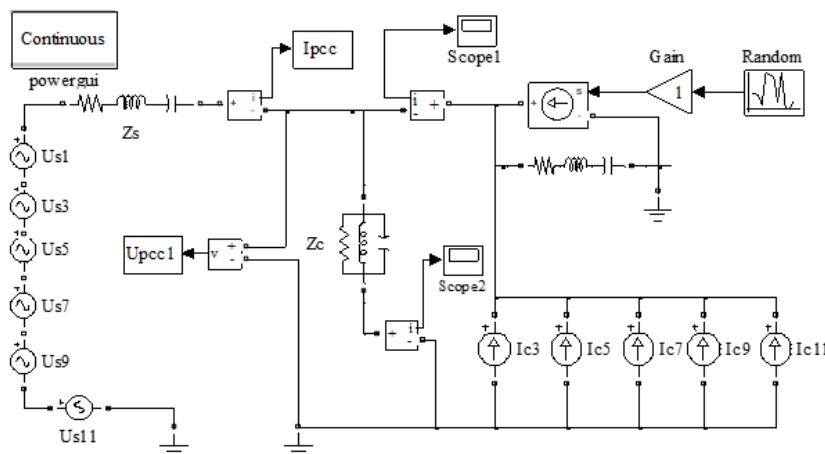 Continuous
powergui
Ipcc
Scope1
Gain
Random
1
s
-
+ i
-
i +
-
+
Zs
+
Us1
+
Us3
+
Us5
+
Us7
+
Us9
+
Us11
Upcc1
v +
-
Zc
Scope2
+ i
-
+
Ic3
+
Ic5
+
Ic7
+
Ic9
+
Ic11